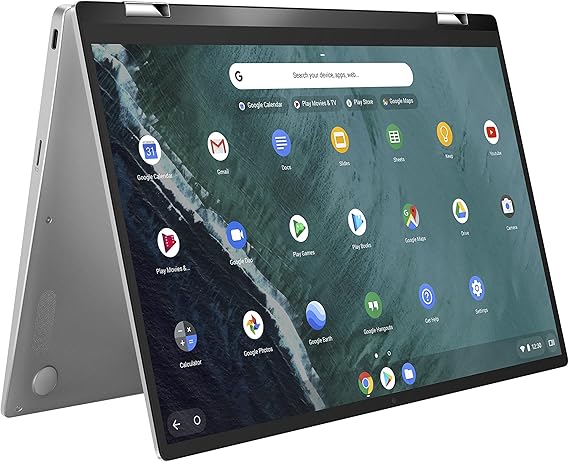 G Search your device, apps, web...
Google Calendar Play Movies & TV Play Store Google Maps
31
Google Calendar Gmail Docs Slides Sheets Keep Youtube
Play Movies &... Google Duo Play Games Play Books Google Maps Drive Camera
Calculator Google Photos Google Earth Google Hangouts Get Help Settings
12:30